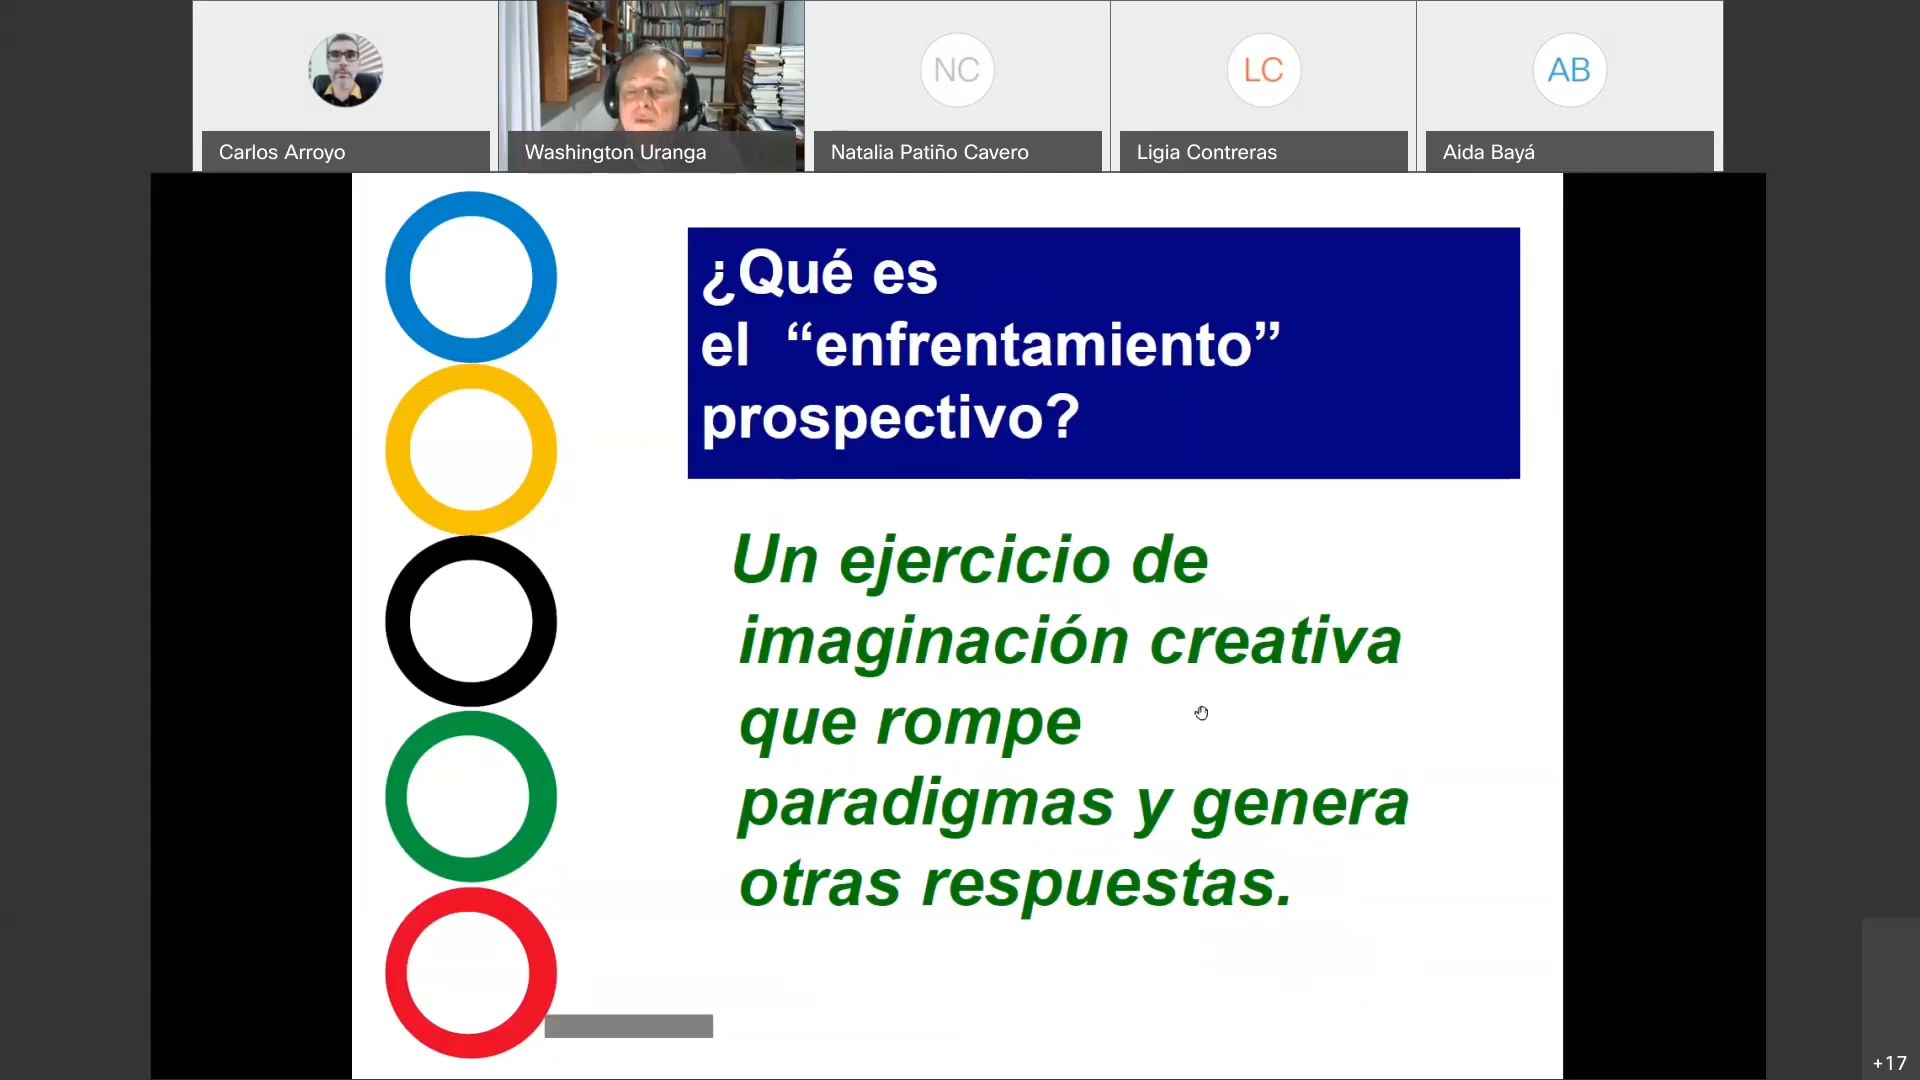 NC
LC
AB
Carlos Arroyo
Washington Uranga
Natalia Patiño Cavero
Ligia Contreras
Aida Bayá
¿Qué es
el “enfrentamiento”
prospectivo?
Un ejercicio de
imaginación creativa
que rompe
paradigmas y genera
otras respuestas.
+17